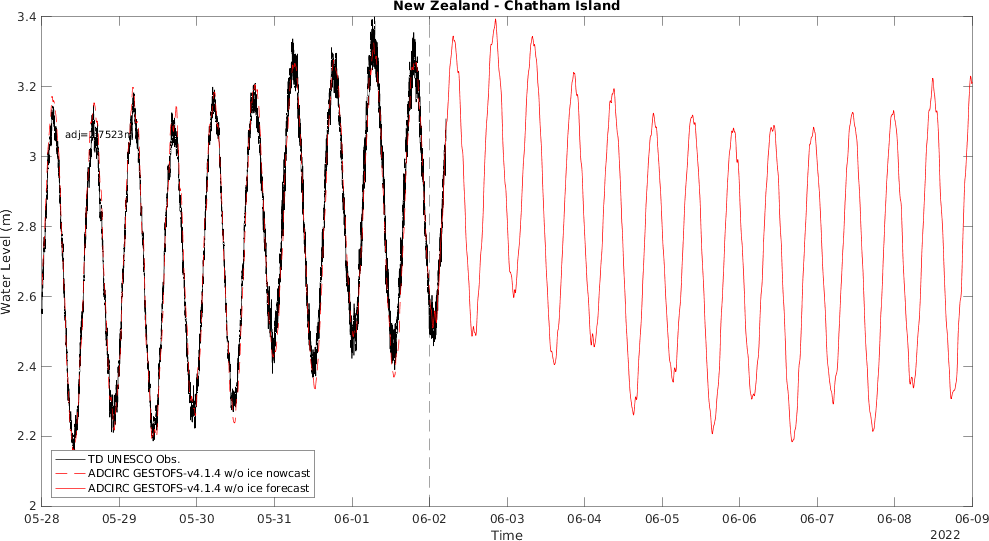 New Zealand - Chatham Island
Water Level (m)
3.4
3.2
3
2.8
2.6
2.4
2.2
2
TD UNESCO Obs.
ADCIRC GESTOFS-v4.1.4 w/o ice nowcast
ADCIRC GESTOFS-v4.1.4 w/o ice forecast
05-28 05-29 05-30 05-31 06-01 06-02 06-03 06-04 06-05 06-06 06-07 06-08 06-09
Time
2022